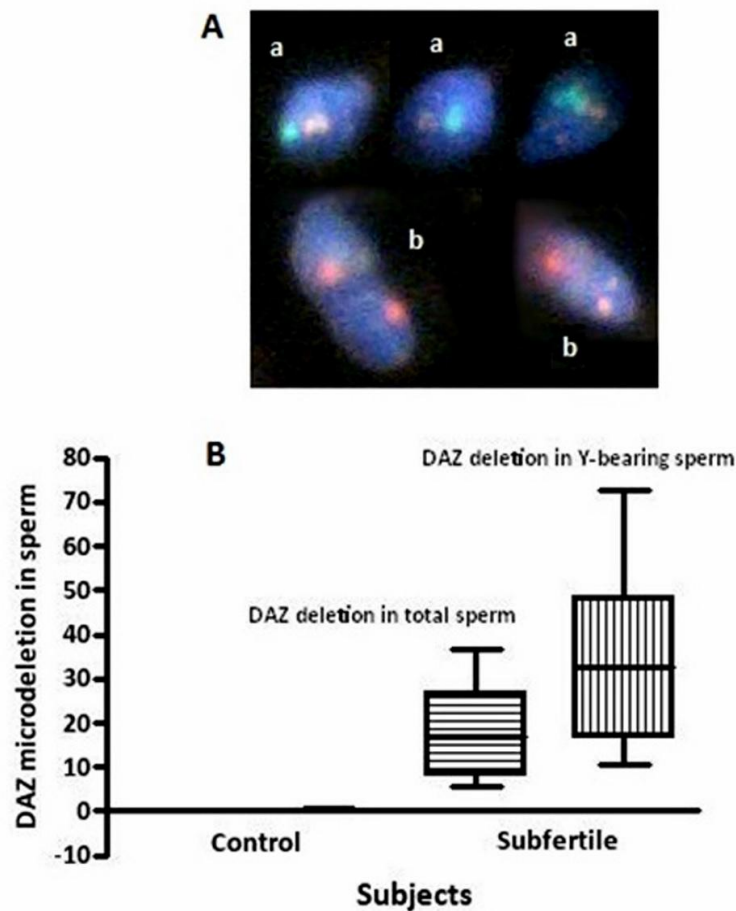 A
a a a
b
b
B
DAZ deletion in Y-bearing sperm
DAZ deletion in total sperm
DAZ microdeletion in sperm
80
70
60
50
40
30
20
10
0
-10
Control Subfertile
Subjects